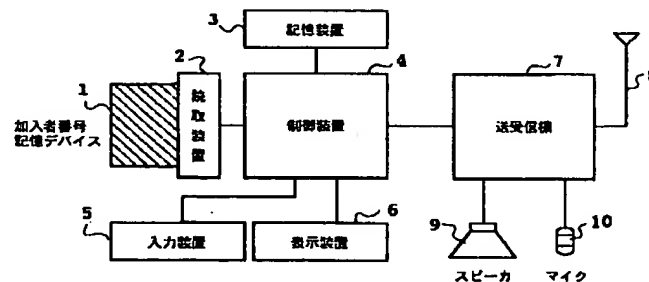 3
記憶装置
2
4
7
1
読取装置
加入者番号
記憶デバイス
制御装置
送受信機
8
5
6
入力装置
表示装置
9
10
スピーカ
マイク